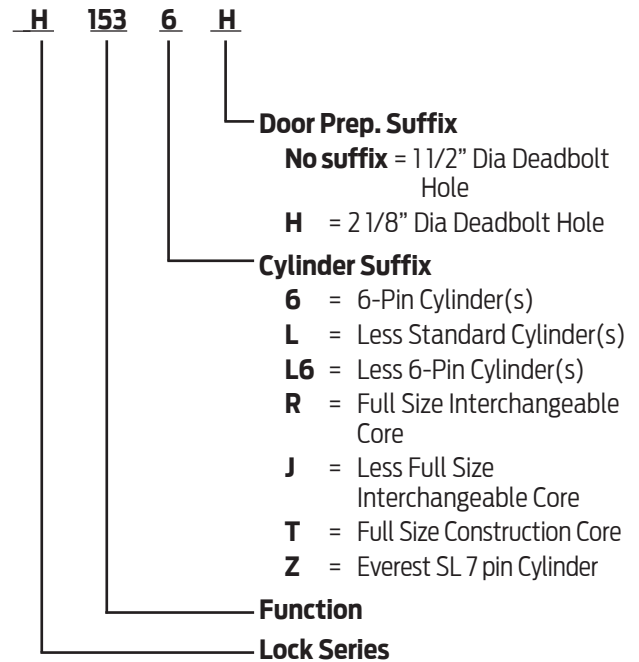 H 153 6 H
Door Prep. Suffix
No suffix = 1 1/2” Dia Deadbolt
Hole
H = 2 1/8” Dia Deadbolt Hole
Cylinder Suffix
6 = 6-Pin Cylinder(s)
L = Less Standard Cylinder(s)
L6 = Less 6-Pin Cylinder(s)
R = Full Size Interchangeable
Core
J = Less Full Size
Interchangeable Core
T = Full Size Construction Core
Z = Everest SL 7 pin Cylinder
Function
Lock Series